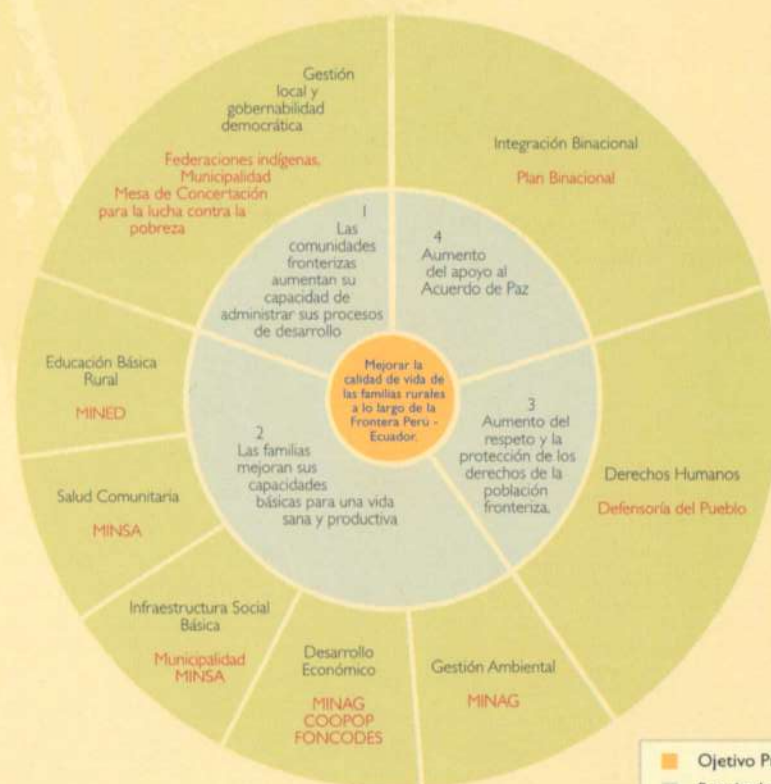 Gestión
local y
gobernabilidad
democrática
Federaciones indígenas.
Municipalidad
Mesa de Concertación
para la lucha contra la
pobreza
Integración Binacional
Plan Binacional
1
Las
comunidades
fronterizas
aumentan su
capacidad de
administrar sus procesos
de desarrollo
4
Aumento
del apoyo al
Acuerdo de Paz
Mejorar la
calidad de vida de
las familias rurales
a lo largo de la
Frontera Perú -
Ecuador.
Educación Básica
Rural
MINED
2
Las familias
mejoran sus
capacidades
básicas para una vida
sana y productiva
3
Aumento del
respeto y la
protección de los
derechos de la
población
fronteriza.
Derechos Humanos
Defensoría del Pueblo
Salud Comunitaria
MINSA
Infraestructura Social
Básica
Municipalidad
MINSA
Desarrollo
Económico
MINAG
COOPOP
FONCODES
Gestión Ambiental
MINAG
Ojetivo